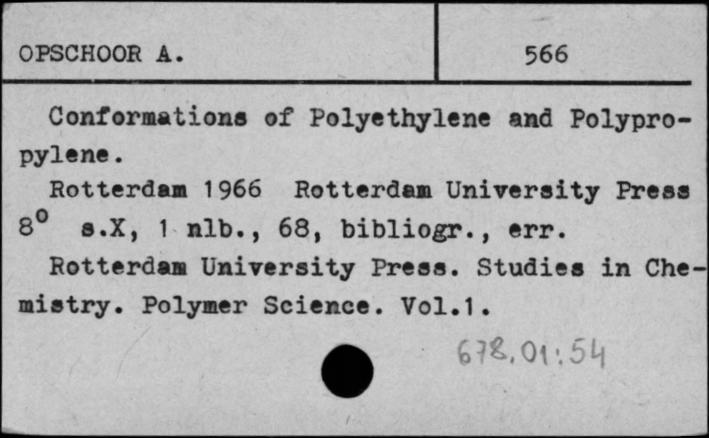 OPSCHOOR A.
566
Conformations of Polyethylene and Polypro-
pylene.
Rotterdam 1966 Rotterdam University Press
8° s.X, 1 nlb., 68, bibliogr., err.
Rotterdam University Press. Studies in Che-
mistry. Polymer Science. Vol.1.
678.01:54